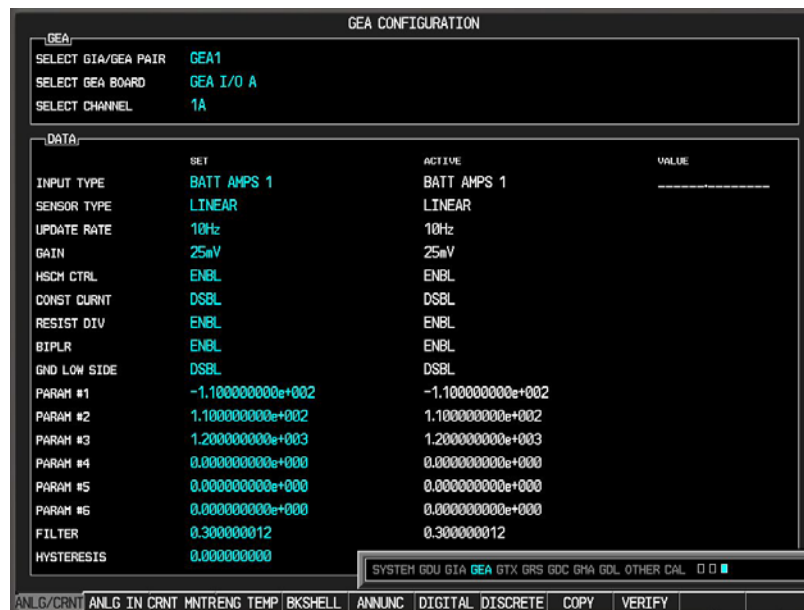 GEA CONFIGURATION
GEA
SELECT GIA/GEA PAIR GEA1
SELECT GEA BOARD GEA I/O A
SELECT CHANNEL 1A
DATA
SET ACTIVE VALUE
INPUT TYPE BATT AMPS 1 BATT AMPS 1 ______.________
SENSOR TYPE LINEAR LINEAR
UPDATE RATE 10Hz 10Hz
GAIN 25mV 25mV
HSCM CTRL ENBL ENBL
CONST CURNT DSBL DSBL
RESIST DIV ENBL ENBL
BIPLR ENBL ENBL
GND LOW SIDE DSBL DSBL
PARAM #1 -1.100000000e+002 -1.100000000e+002
PARAM #2 1.100000000e+002 1.100000000e+002
PARAM #3 1.200000000e+003 1.200000000e+003
PARAM #4 0.000000000e+000 0.000000000e+000
PARAM #5 0.000000000e+000 0.000000000e+000
PARAM #6 0.000000000e+000 0.000000000e+000
FILTER 0.300000012 0.300000012
HYSTERESIS 0.000000000
SYSTEM GDU GIA GEA GTX GRS GDC GMA GDL OTHER CAL
ANLG/CRNT ANLG IN CRNT MNTR ENG TEMP BKSHELL ANNUNC DIGITAL DISCRETE COPY VERIFY